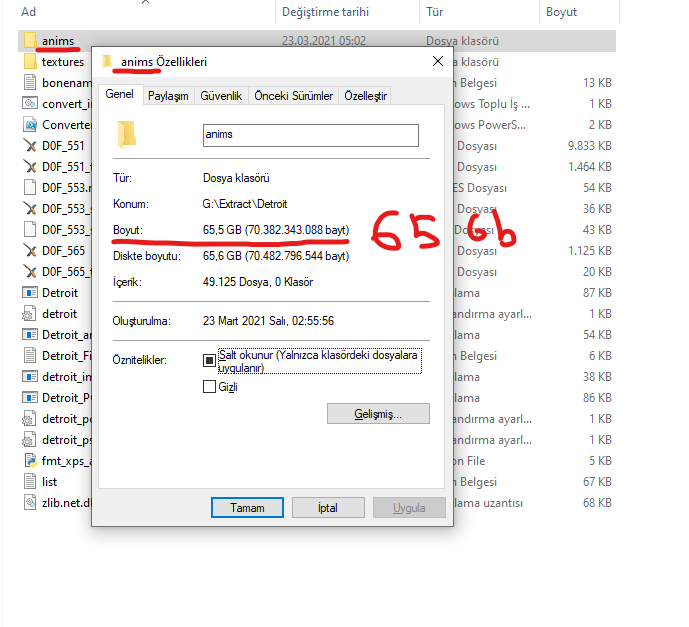 Ad Değiştirme tarihi Tür Boyut
anims 23.03.2021 05:02 Dosya klasörü
textures klasörü
bonenam Belgesi 13 KB
convert_i ows Toplu İş ... 1 KB
Converter ows PowerS... 2 KB
D0F_551 Dosyası 9.833 KB
D0F_551_ Dosyası 1.464 KB
D0F_553.r ES Dosyası 54 KB
D0F_553_ Dosyası 36 KB
D0F_553_ Dosyası 43 KB
D0F_565 Dosyası 1.125 KB
D0F_565_ Dosyası 20 KB
Detroit lama 87 KB
detroit andırma ayarl... 1 KB
Detroit_ar lama 54 KB
Detroit_Fi Belgesi 6 KB
detroit_in lama 38 KB
Detroit_P lama 86 KB
detroit_po andırma ayarl... 1 KB
detroit_ps andırma ayarl... 1 KB
fmt_xps_a on File 5 KB
list Belgesi 67 KB
zlib.net.dl lama uzantısı 68 KB
anims Özellikleri
Genel Paylaşım Güvenlik Önceki Sürümler Özelleştir
anims
Tür: Dosya klasörü
Konum: G:\Extract\Detroit
Boyut: 65,5 GB (70.382.343.088 bayt)
65 Gb
Diskte boyutu: 65,6 GB (70.482.796.544 bayt)
İçerik: 49.125 Dosya, 0 Klasör
Oluşturulma: 23 Mart 2021 Salı, 02:55:56
Öznitelikler: Salt okunur (Yalnızca klasördeki dosyalara
uygulanır)
Gizli
Gelişmiş...
Tamam İptal Uygula